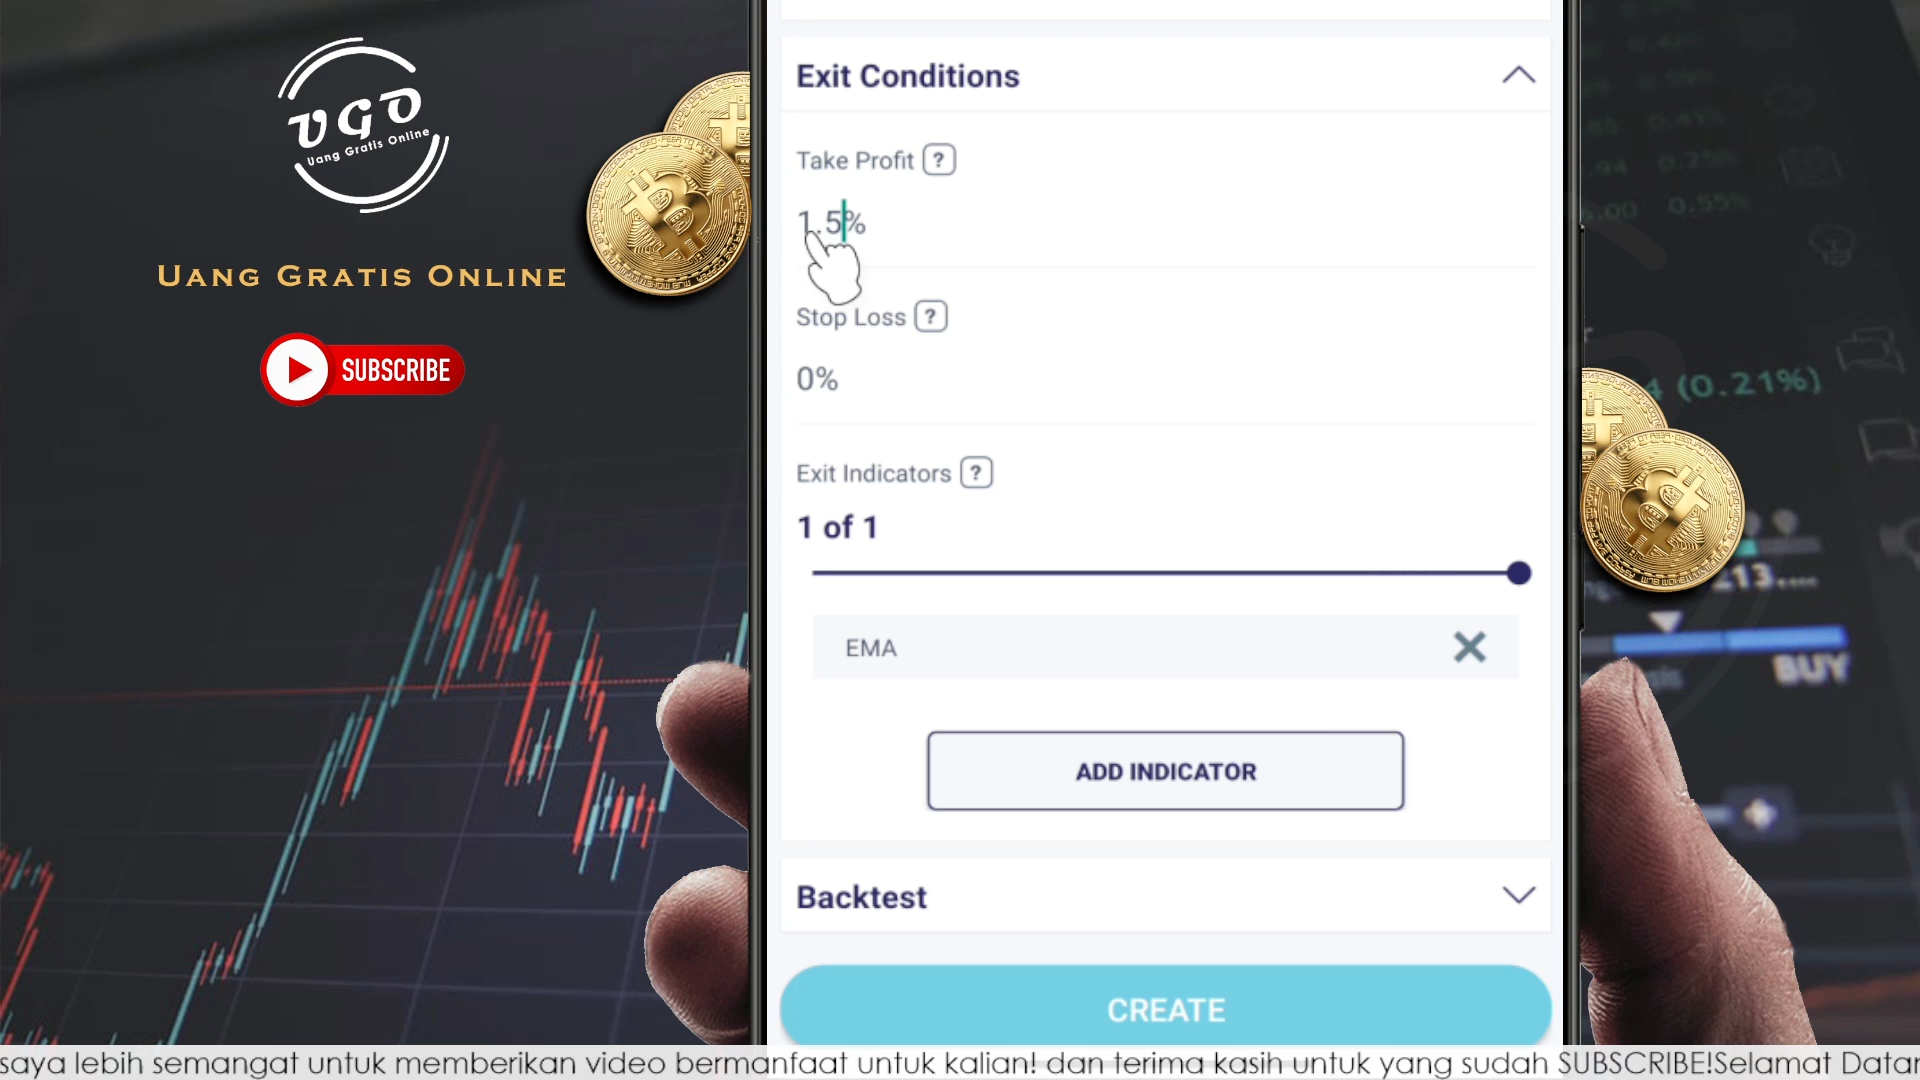 UGO
Uang Gratis Online
UANG GRATIS ONLINE
SUBSCRIBE
Exit Conditions
Take Profit ?
1.5%
Stop Loss ?
0%
Exit Indicators ?
1 of 1
EMA
ADD INDICATOR
Backtest
CREATE
(0.21%)
BUY
saya lebih semangat untuk memberikan video bermanfaat untuk kalian! dan terima kasih untuk yang sudah SUBSCRIBE!Selamat Datan